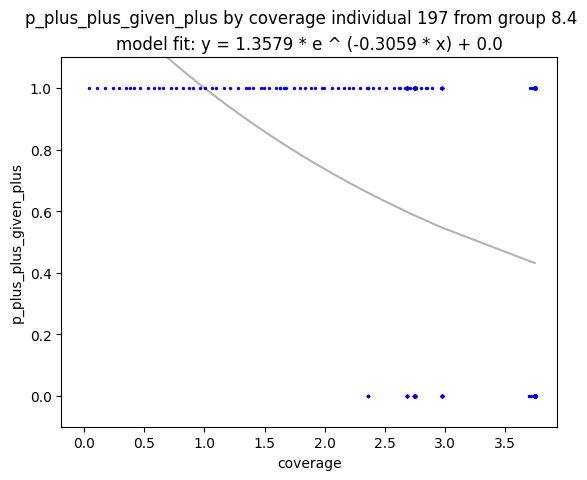 p_plus_plus_given_plus by coverage individual 197 from group 8.4
model fit: y = 1.3579 * e ^ (-0.3059 * x) + 0.0
1.0
0.8
0.6
0.4
0.2
0.0
p_plus_plus_given_plus
0.0 0.5 1.0 1.5 2.0 2.5 3.0 3.5
coverage